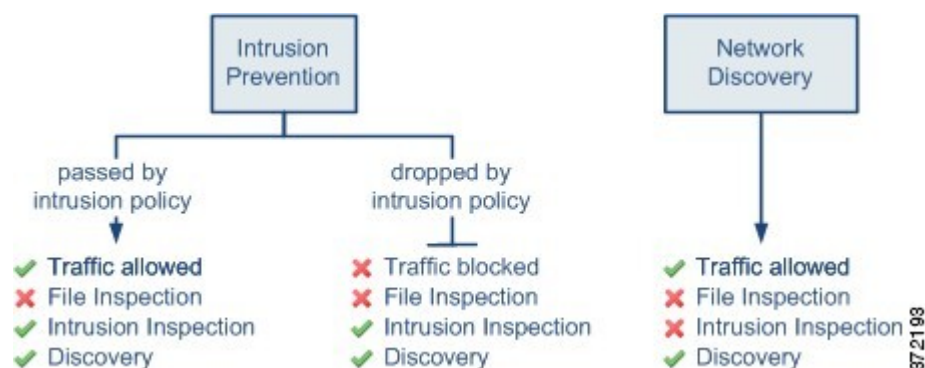 Intrusion
Prevention
passed by
intrusion policy
Traffic allowed
File Inspection
Intrusion Inspection
Discovery
dropped by
intrusion policy
Traffic blocked
File Inspection
Intrusion Inspection
Discovery
Network
Discovery
Traffic allowed
File Inspection
Intrusion Inspection
Discovery
372193